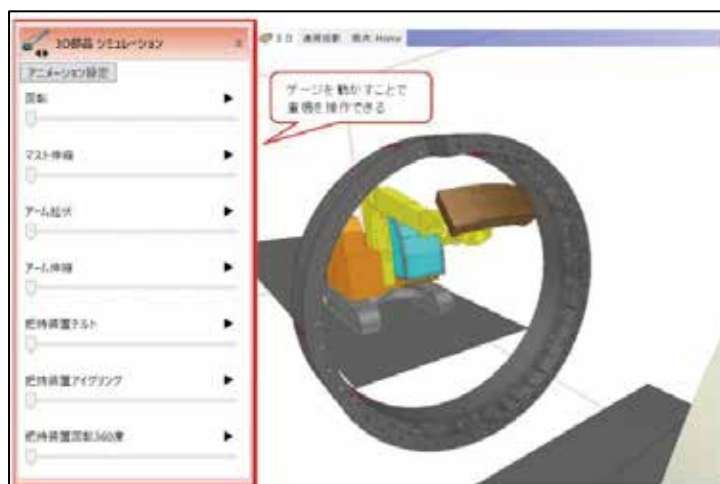 3D部品 シミュレーション
アニメーション設定
回転
マスト伸縮
アーム起伏
アーム伸縮
把持装置チルト
把持装置アイグリング
把持装置回転360度
3D
Home
ゲージを動かすことで
重機を操作できる